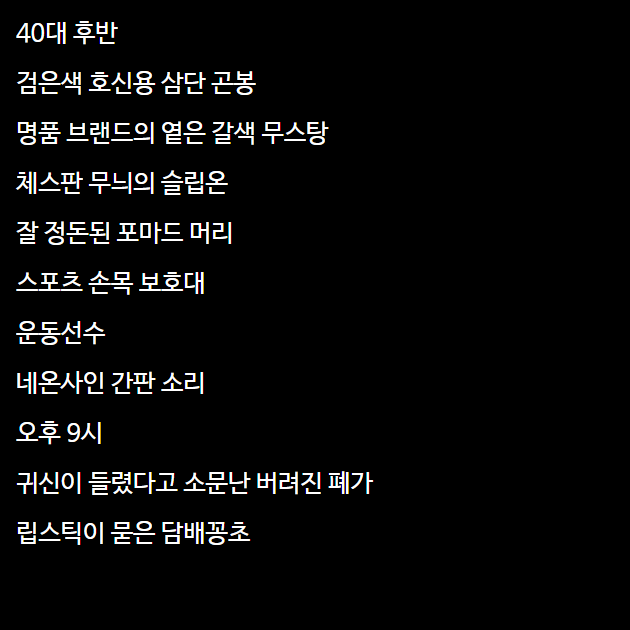 40대 후반
검은색 호신용 삼단 곤봉
명품 브랜드의 옅은 갈색 무스탕
체스판 무늬의 슬립온
잘 정돈된 포마드 머리
스포츠 손목 보호대
운동선수
네온사인 간판 소리
오후 9시
귀신이 들렸다고 소문난 버려진 폐가
립스틱이 묻은 담배꽁초